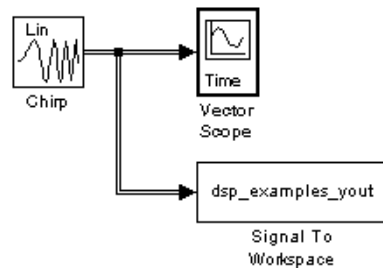 Lin
Chirp
Time
Vector
Scope
dsp_examples_yout
Signal To
Workspace